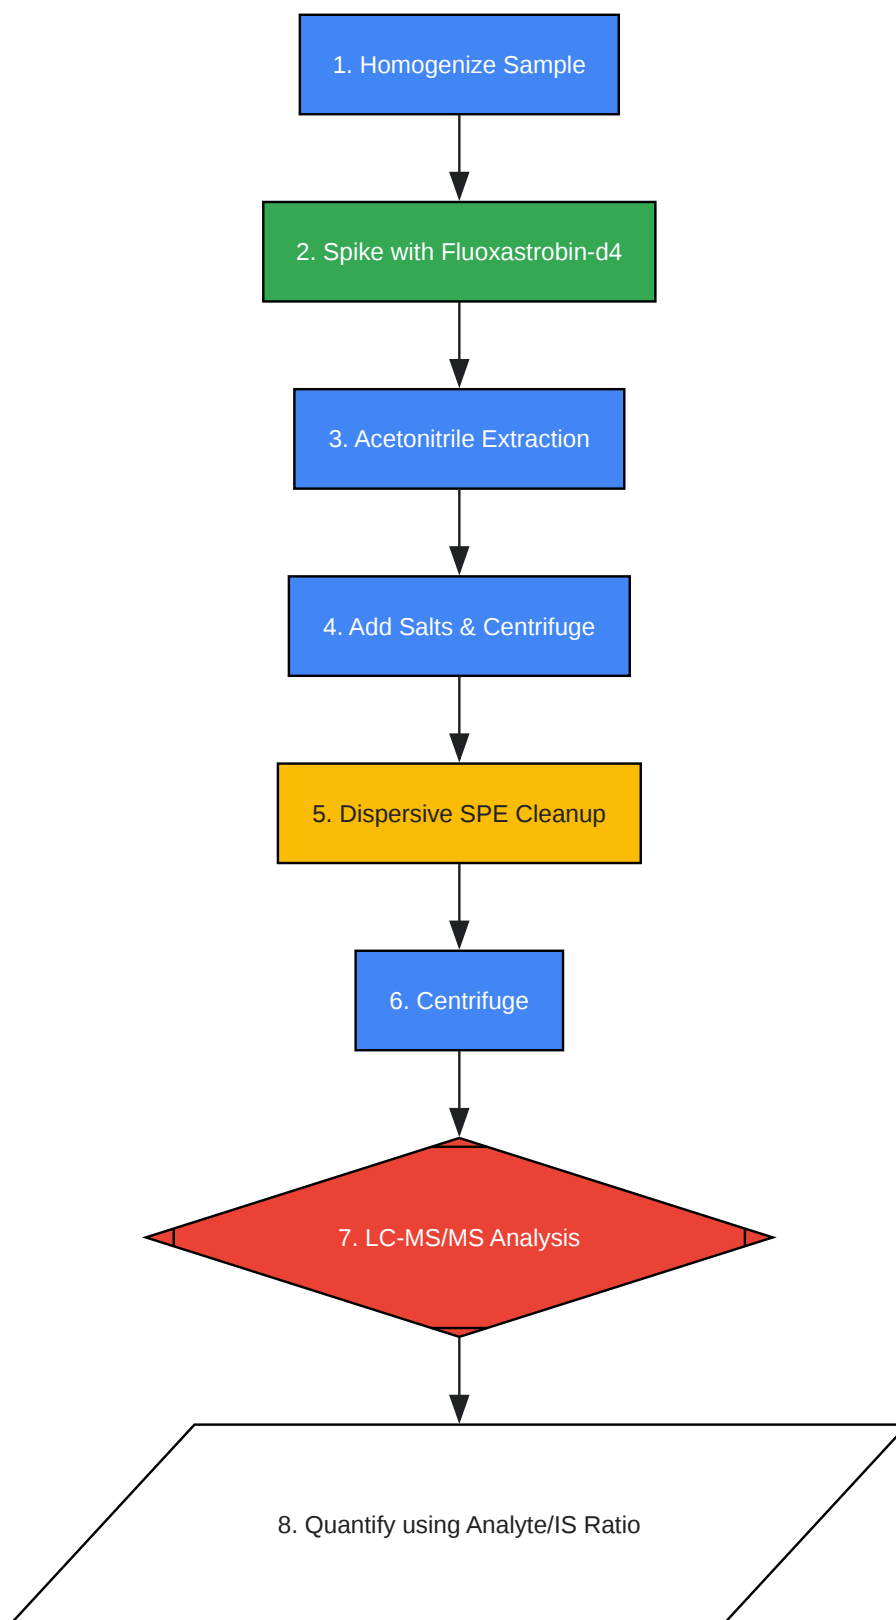 1. Homogenize Sample
2. Spike with Fluoxastrobin-d4
3. Acetonitrile Extraction
4. Add Salts & Centrifuge
5. Dispersive SPE Cleanup
6. Centrifuge
7. LC-MS/MS Analysis
8. Quantify using Analyte/IS Ratio